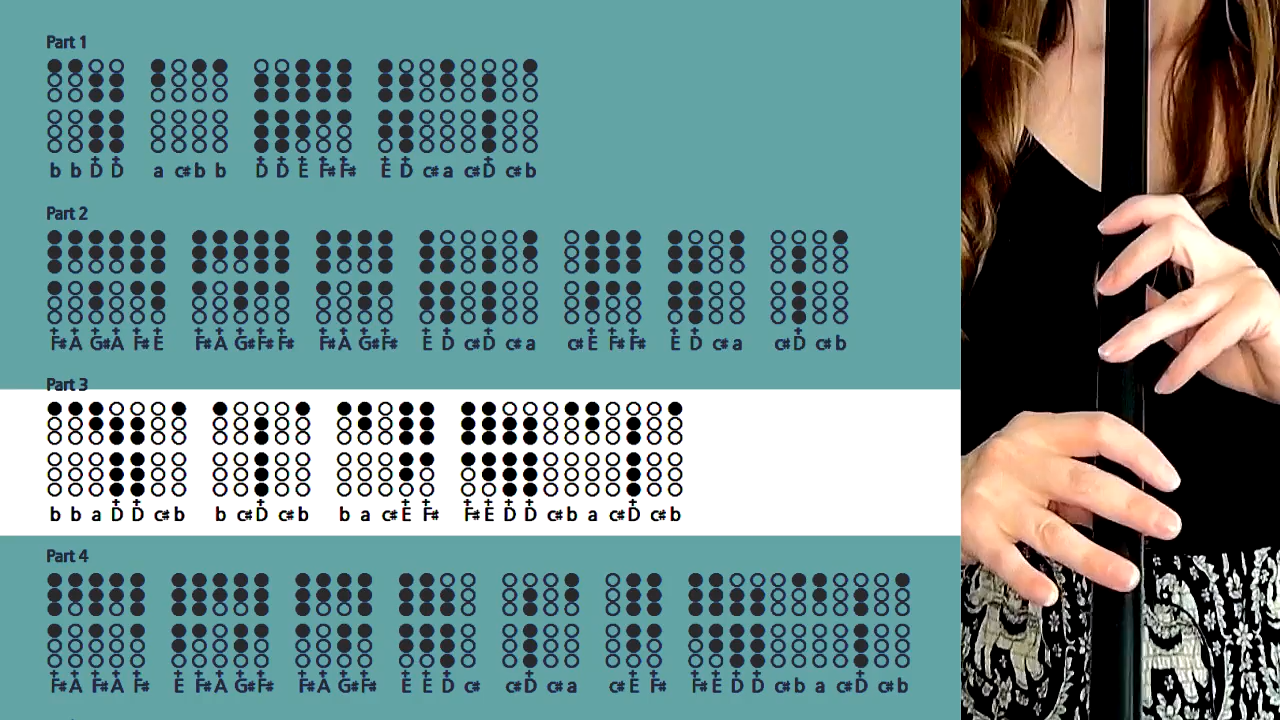 Part 1
+ + + + + + + + + +
b b D D a c# b b D D E F# F# E D c# a c# D c# b
Part 2
+ + + + + + + + + + + + + + + + + + + + + + + +
F# A G# A F# E F# A G# F# F# F# A G# F# E D c# D c# a c# E F# F# E D c# a c# D c# b
Part 3
+ + + + + + + + + +
b b a D D c# b b c# D c# b b a c# E F# F# E D D c# b a c# D c# b
Part 4
+ + + + + + + + + + + + + + + + + + + + + + + + +
F# A F# A F# E F# A G# F# F# A G# F# E E D c# c# D c# a c# E F# F# E D D c# b a c# D c# b